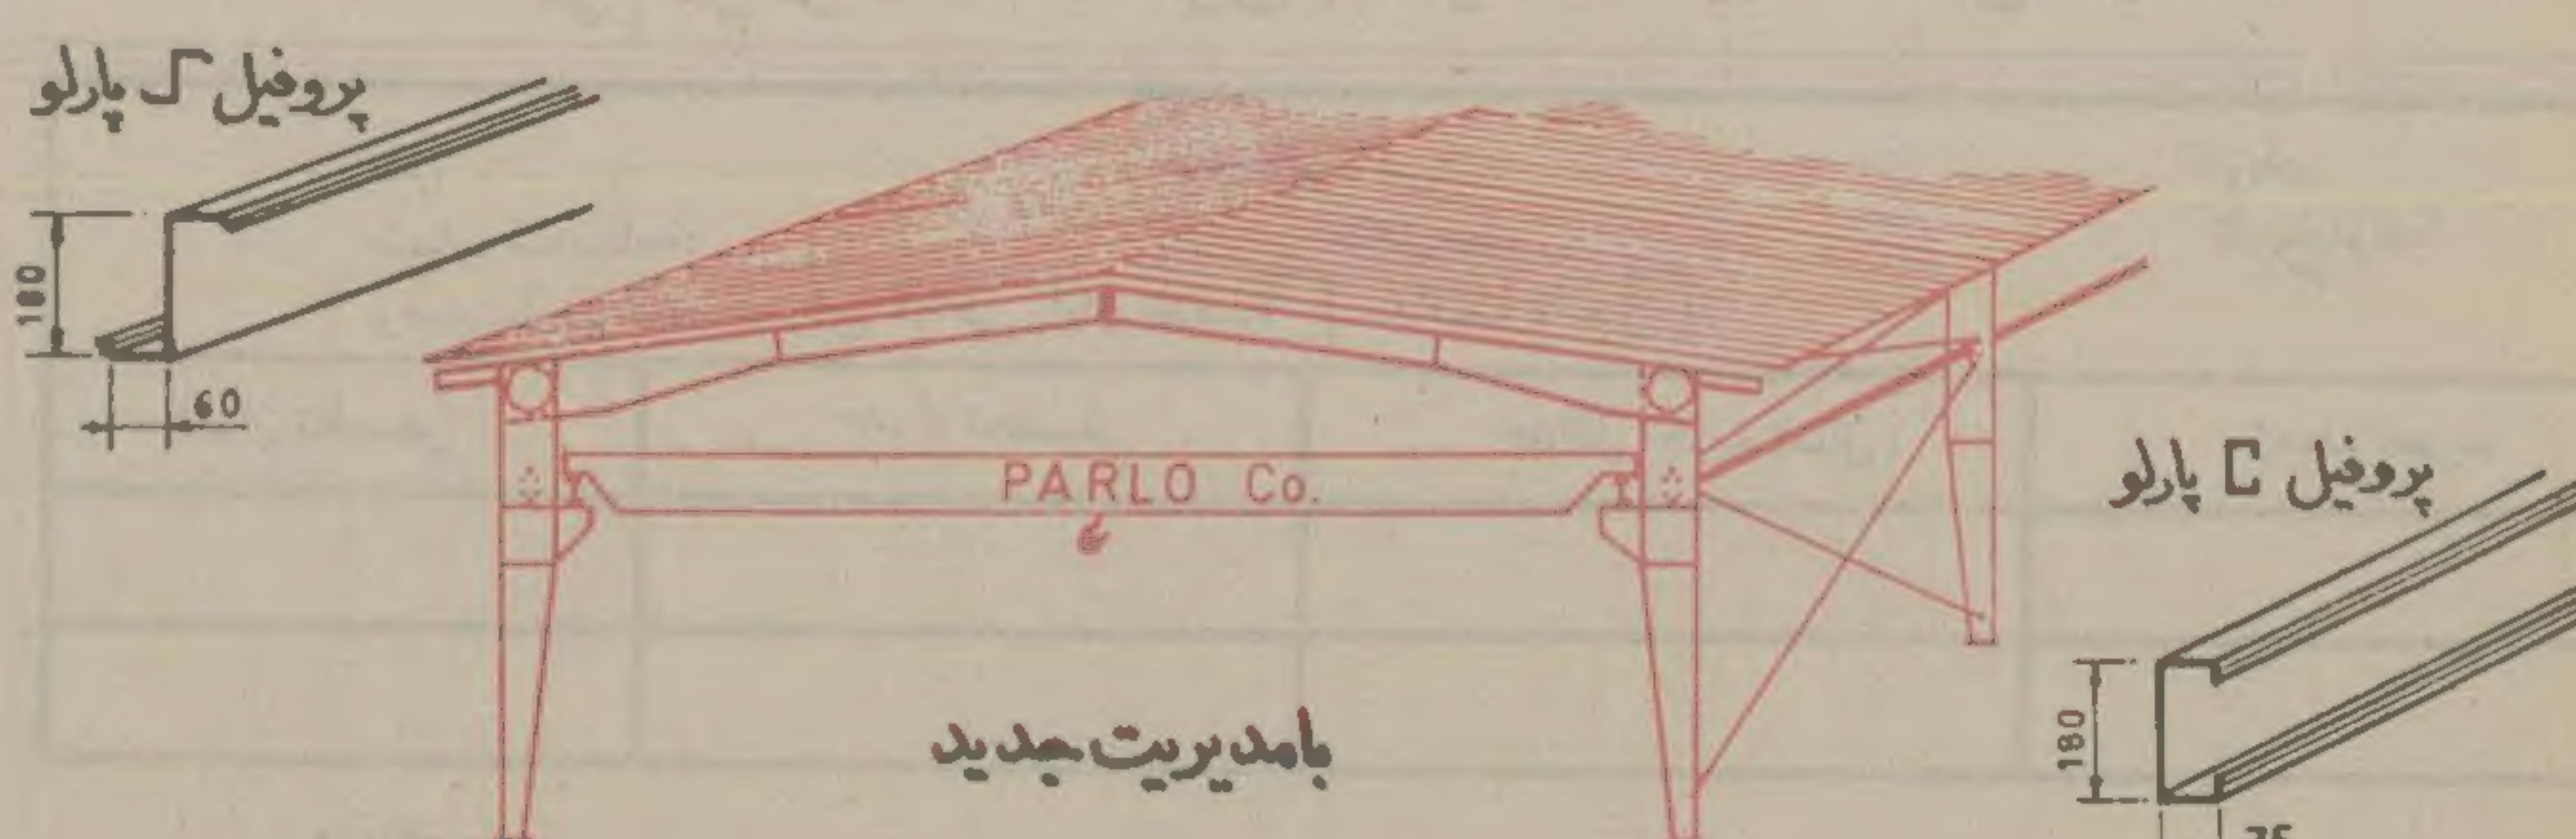 پروفیل ᒥ پارلو
180
60
PARLO Co.
پروفیل C پارلو
180
بامدیریت جدید